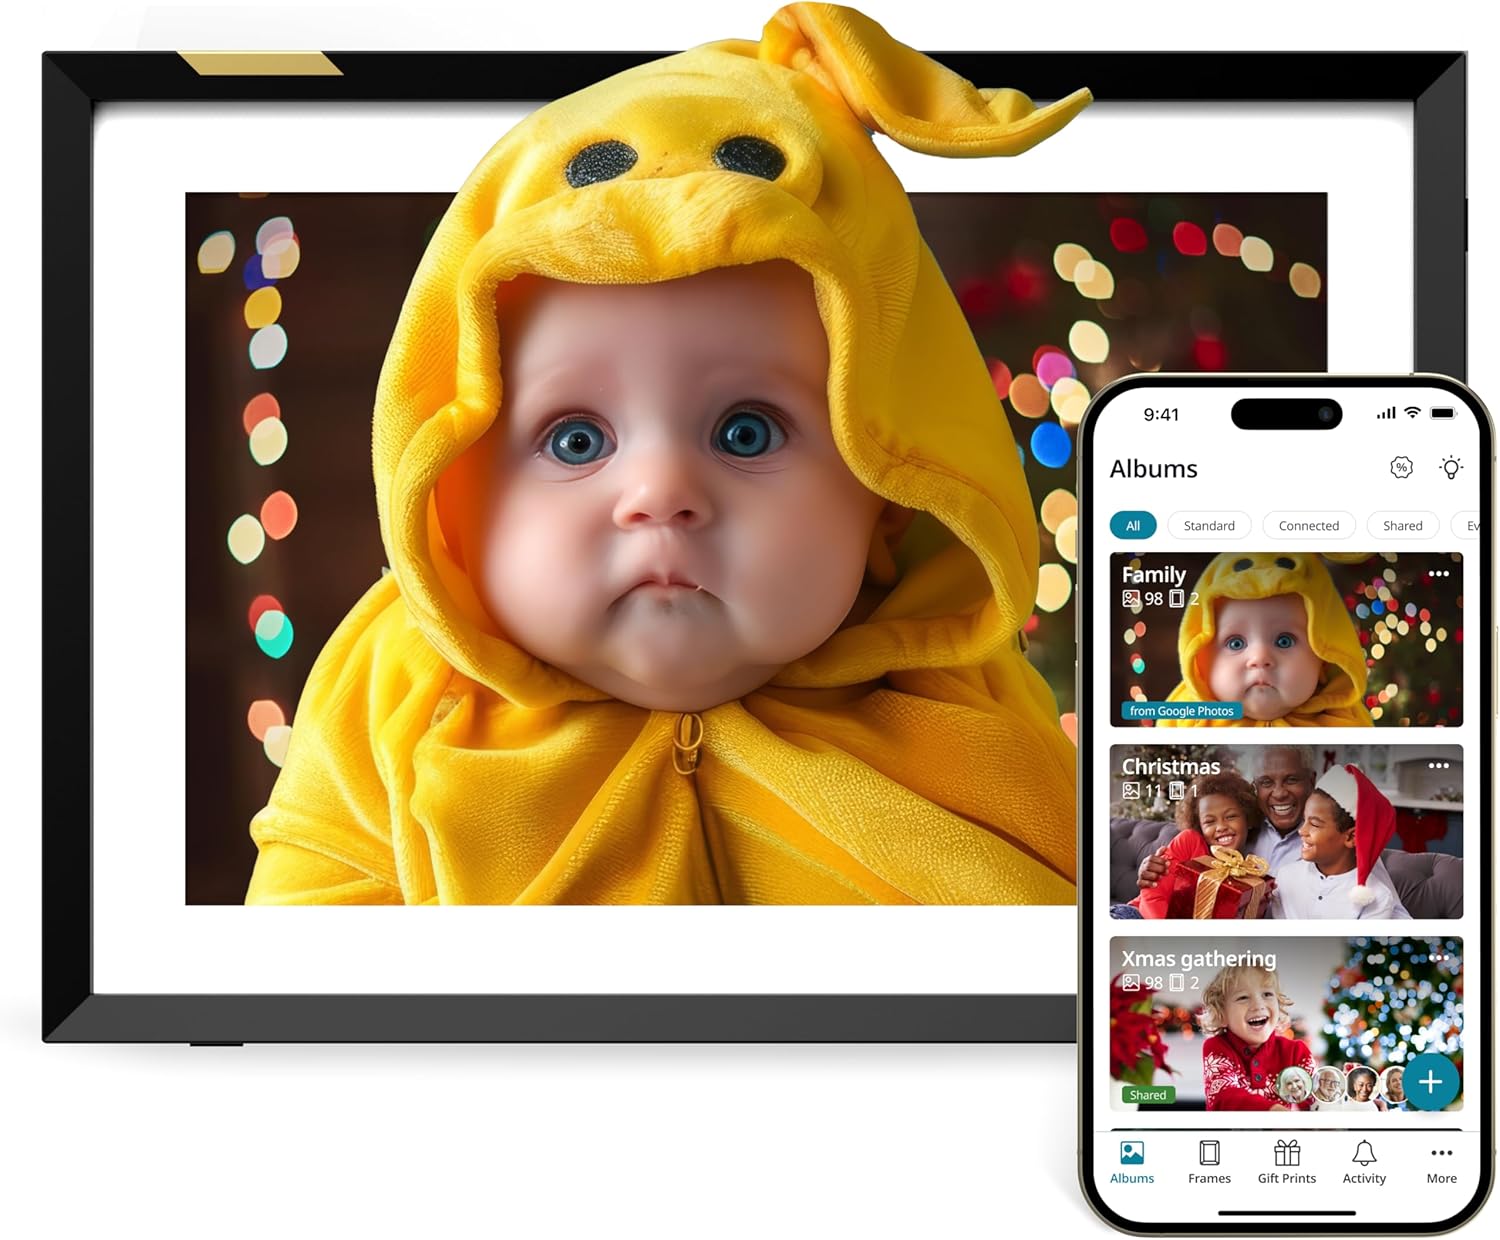 9:41
Albums
%
All Standard Connected Shared Ev
Family
98 2
from Google Photos
Christmas
11 1
Xmas gathering
98 2
Shared
+
Albums Frames Gift Prints Activity More